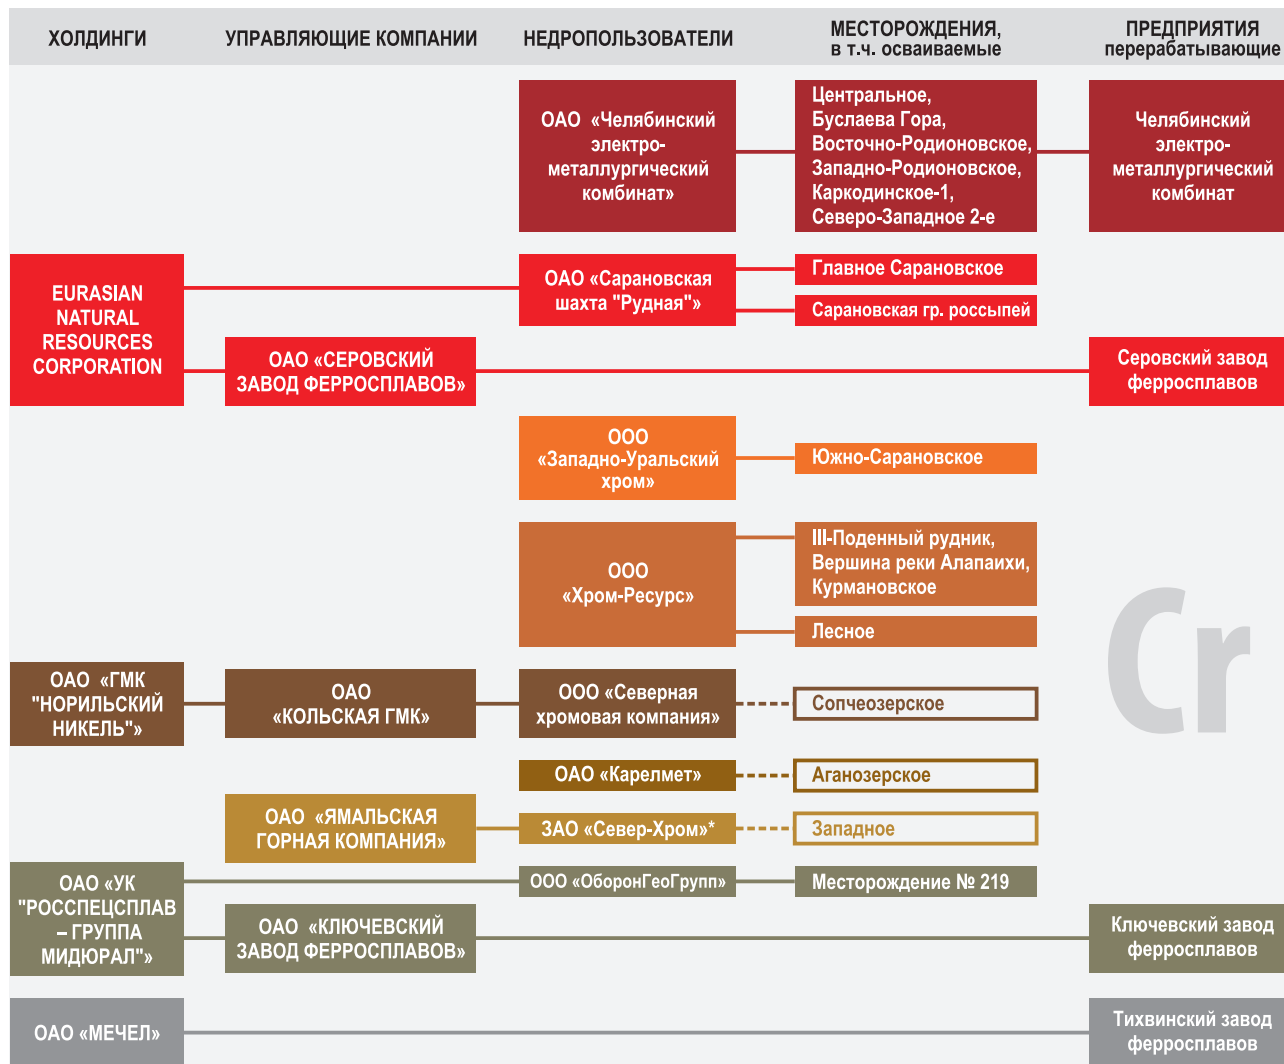 ХОЛДИНГИ
УПРАВЛЯЮЩИЕ КОМПАНИИ
НЕДРОПОЛЬЗОВАТЕЛИ
МЕСТОРОЖДЕНИЯ,
в т.ч. осваиваемые
ПРЕДПРИЯТИЯ
перерабатывающие
ОАО «Челябинский
электро-
металлургический
комбинат»
Центральное,
Буслаева Гора,
Восточно-Родионовское,
Западно-Родионовское,
Каркодинское-1,
Северо-Западное 2-е
Челябинский
электро-
металлургический
комбинат
EURASIAN
NATURAL
RESOURCES
CORPORATION
ОАО «Сарановская
шахта "Рудная"»
Главное Сарановское
Сарановская гр. россыпей
ОАО «СЕРОВСКИЙ
ЗАВОД ФЕРРОСПЛАВОВ»
Серовский завод
ферросплавов
ООО
«Западно-Уральский
хром»
Южно-Сарановское
ООО
«Хром-Ресурс»
III-Поденный рудник,
Вершина реки Алапаихи,
Курмановское
Лесное
Cr
ОАО «ГМК
"НОРИЛЬСКИЙ
НИКЕЛЬ"»
ОАО
«КОЛЬСКАЯ ГМК»
ООО «Северная
хромовая компания»
Сопчеозерское
ОАО «Карелмет»
Аганозерское
ОАО «ЯМАЛЬСКАЯ
ГОРНАЯ КОМПАНИЯ»
ЗАО «Север-Хром»*
Западное
ОАО «УК
"РОССПЕЦСПЛАВ
– ГРУППА
МИДЮРАЛ"»
ООО «ОборонГеоГрупп»
Месторождение № 219
ОАО «КЛЮЧЕВСКИЙ
ЗАВОД ФЕРРОСПЛАВОВ»
Ключевский завод
ферросплавов
ОАО «МЕЧЕЛ»
Тихвинский завод
ферросплавов